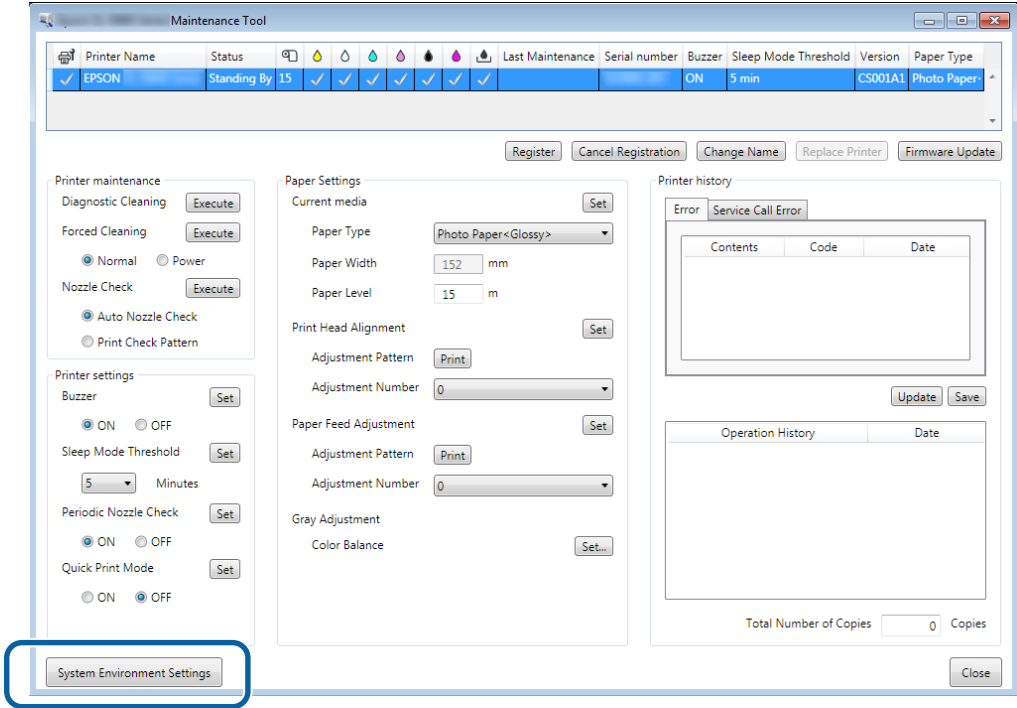 Maintenance Tool
Printer Name Status Last Maintenance Serial number Buzzer Sleep Mode Threshold Version Paper Type
EPSON Standing By 15 ON 5 min CS001A1 Photo Paper‹
Register Cancel Registration Change Name Replace Printer Firmware Update
Printer maintenance
Diagnostic Cleaning Execute
Forced Cleaning Execute
Normal Power
Nozzle Check Execute
Auto Nozzle Check
Print Check Pattern
Printer settings
Buzzer Set
ON OFF
Sleep Mode Threshold Set
5 Minutes
Periodic Nozzle Check Set
ON OFF
Quick Print Mode Set
ON OFF
Paper Settings
Current media Set
Paper Type Photo Paper<Glossy>
Paper Width 152 mm
Paper Level 15 m
Print Head Alignment Set
Adjustment Pattern Print
Adjustment Number 0
Paper Feed Adjustment Set
Adjustment Pattern Print
Adjustment Number 0
Gray Adjustment
Color Balance Set...
Printer history
Error Service Call Error
Contents Code Date
Update Save
Operation History Date
Total Number of Copies 0 Copies
System Environment Settings Close